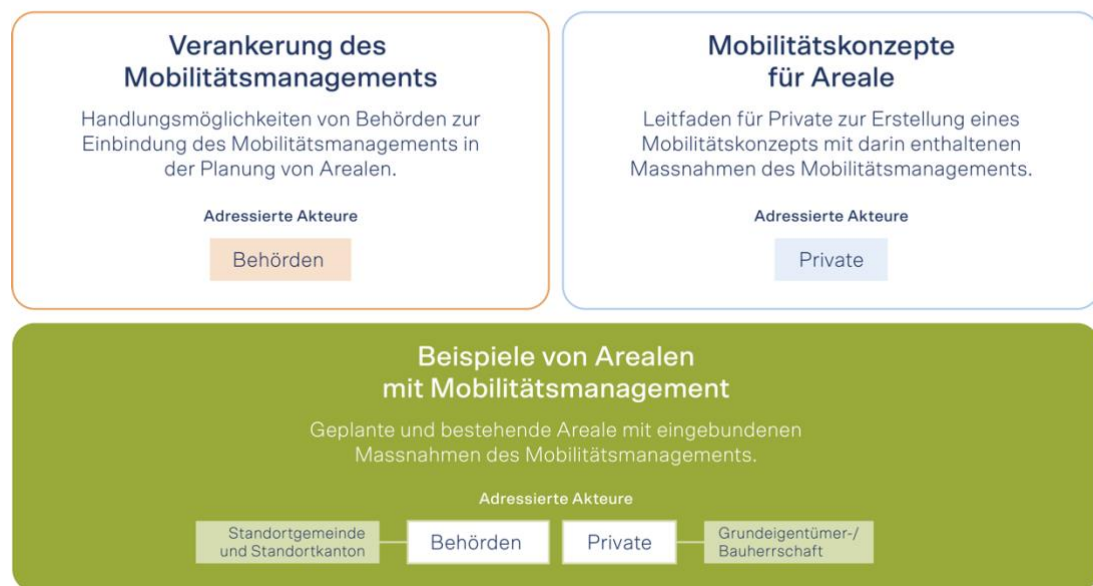 Verankerung des
Mobilitätsmanagements
Handlungsmöglichkeiten von Behörden zur
Einbindung des Mobilitätsmanagements in
der Planung von Arealen.
Adressierte Akteure
Behörden
Mobilitätskonzepte
für Areale
Leitfaden für Private zur Erstellung eines
Mobilitätskonzepts mit darin enthaltenen
Massnahmen des Mobilitätsmanagements.
Adressierte Akteure
Private
Beispiele von Arealen
mit Mobilitätsmanagement
Geplante und bestehende Areale mit eingebundenen
Massnahmen des Mobilitätsmanagements.
Adressierte Akteure
Standortgemeinde
und Standortkanton
Behörden
Private
Grundeigentümer-/
Bauherrschaft